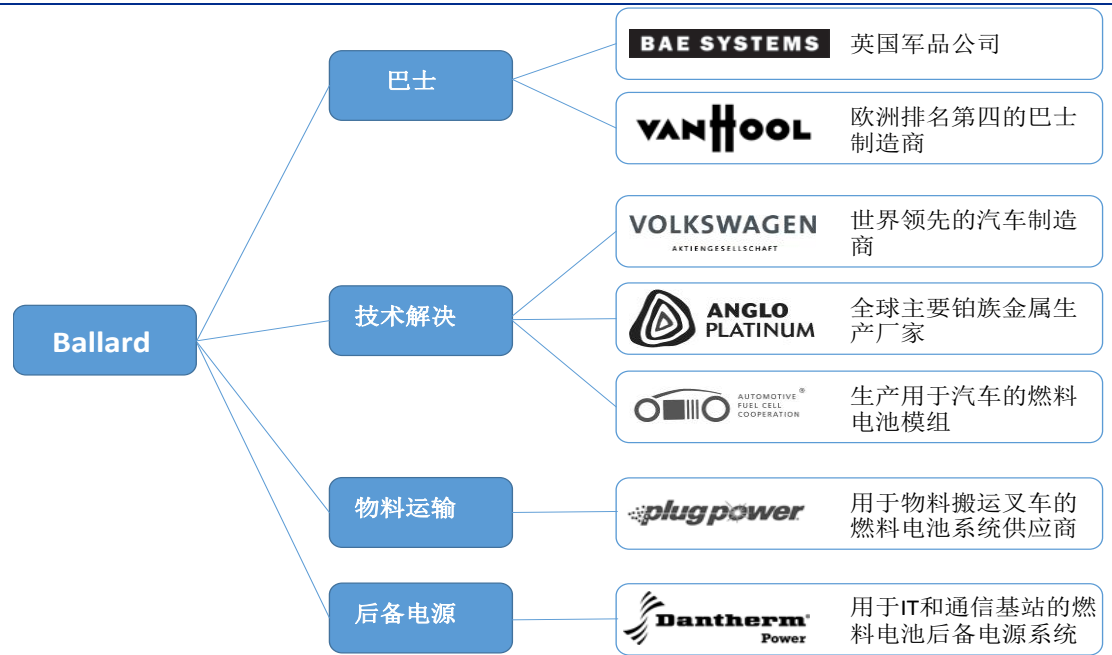 Ballard
巴士
BAE SYSTEMS
英国军品公司
VANHOOL
欧洲排名第四的巴士
制造商
技术解决
VOLKSWAGEN
AKTIENGESELLSCHAFT
世界领先的汽车制造
商
ANGLO
PLATINUM
全球主要铂族金属生
产厂家
AUTOMOTIVE ®
FUEL CELL
COOPERATION
生产用于汽车的燃料
电池模组
物料运输
plug power
用于物料搬运叉车的
燃料电池系统供应商
后备电源
Dantherm
Power
用于IT和通信基站的燃
料电池后备电源系统